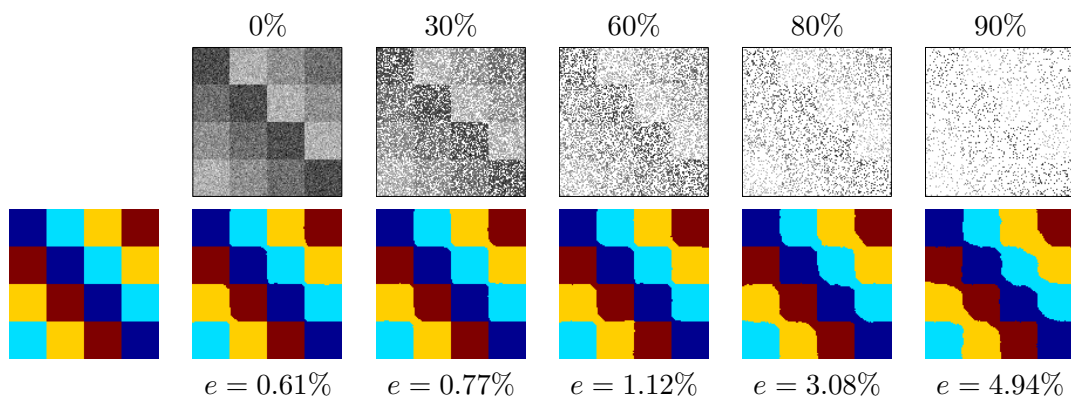 0% 30% 60% 80% 90%
e = 0.61% e = 0.77% e = 1.12% e = 3.08% e = 4.94%